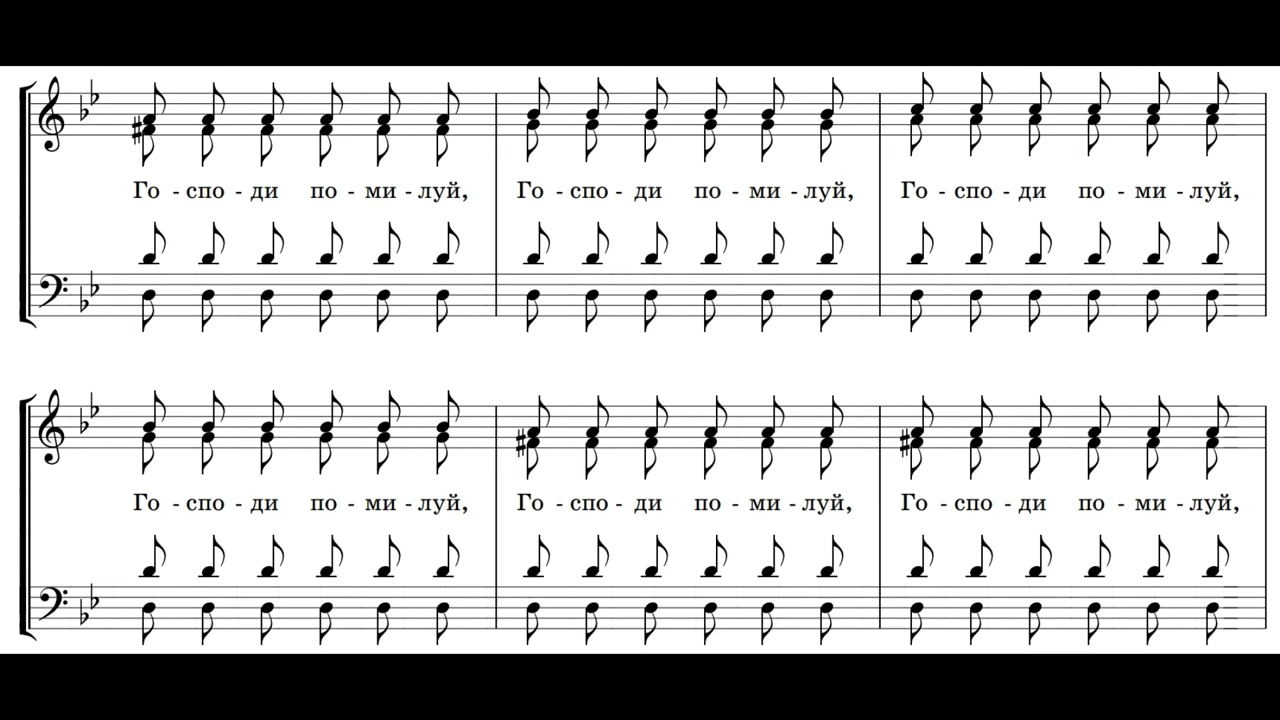 Го - спо - ди по - ми - луй, Го - спо - ди по - ми - луй, Го - спо - ди по - ми - луй,
Го - спо - ди по - ми - луй, Го - спо - ди по - ми - луй, Го - спо - ди по - ми - луй,